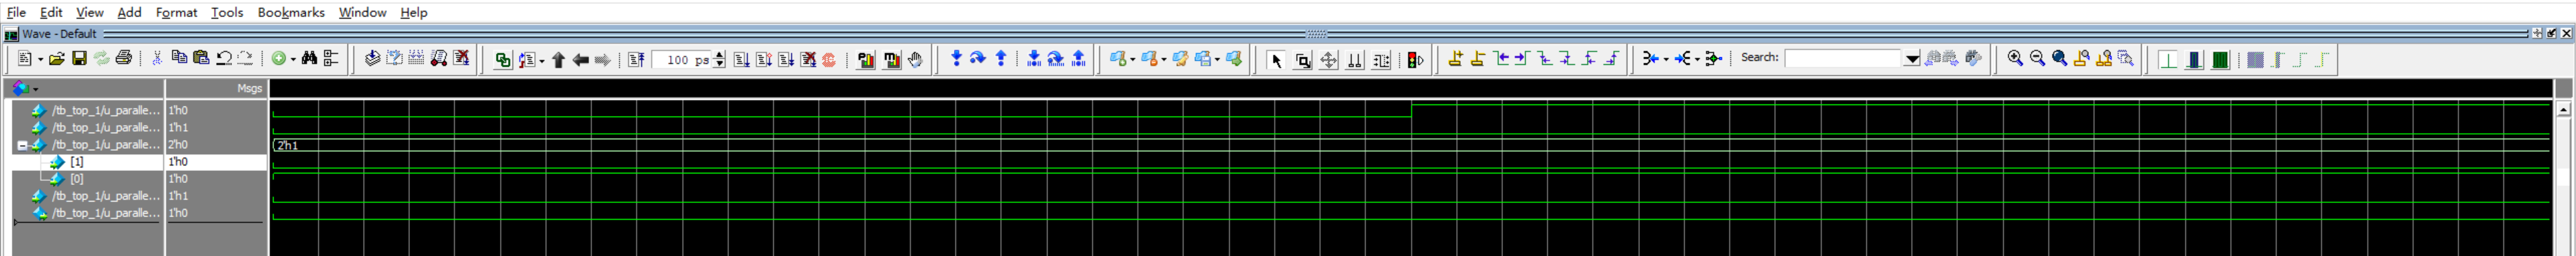 File Edit View Add Format Tools Bookmarks Window Help
Wave - Default
100 ps Search:
Msgs
/tb_top_1/u_paralle... 1'h0
/tb_top_1/u_paralle... 1'h1
/tb_top_1/u_paralle... 2'h0 2'h1
[1] 1'h0
[0] 1'h0
/tb_top_1/u_paralle... 1'h1
/tb_top_1/u_paralle... 1'h0